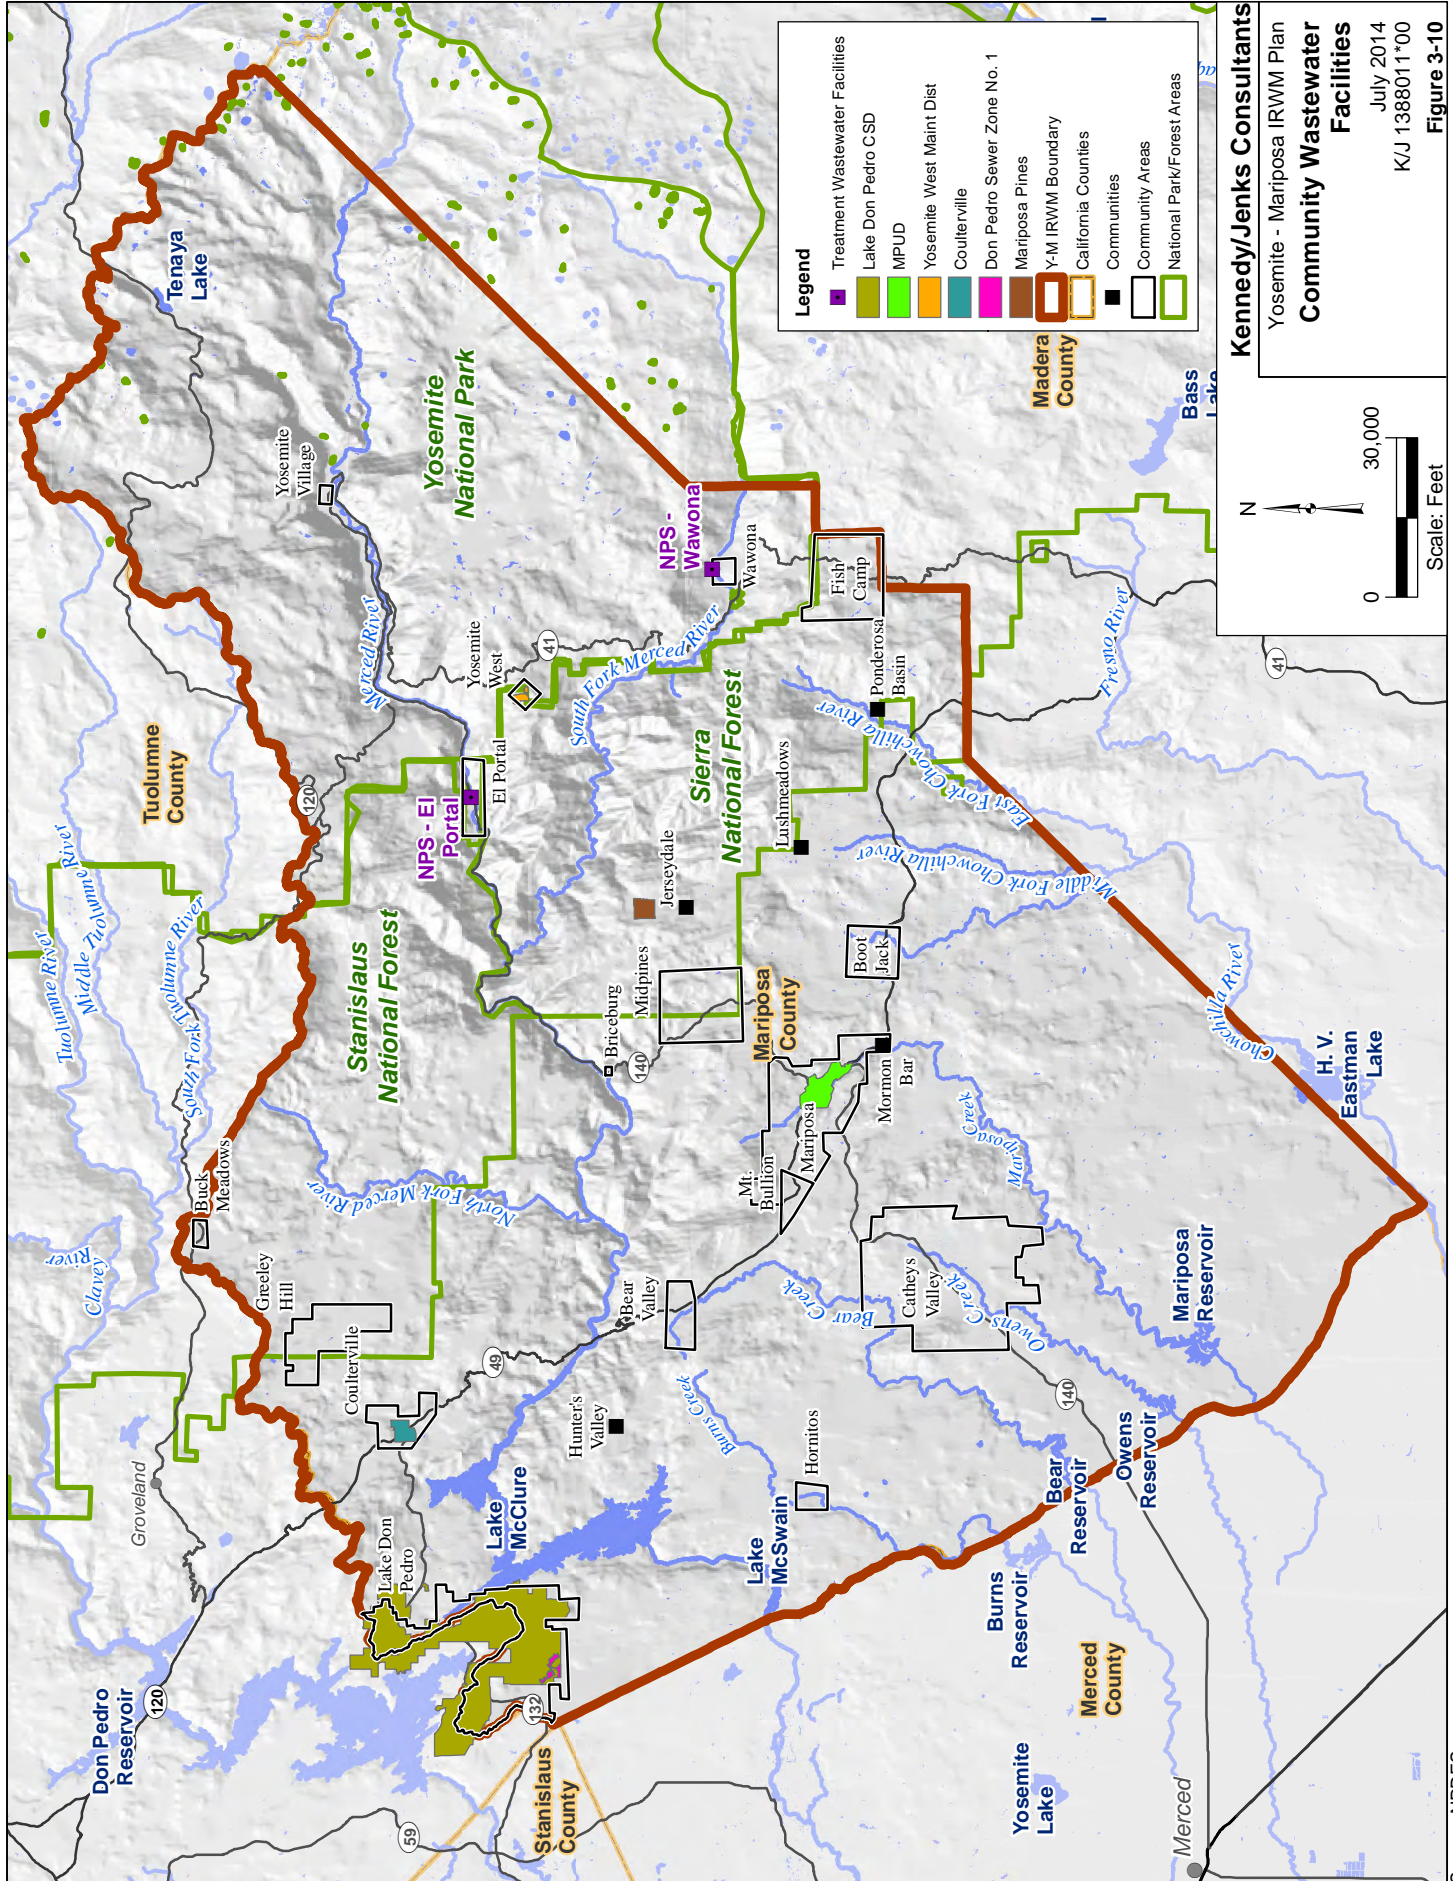 Tuolumne River
Middle Tuolumne River
South Fork Tuolumne River
Clavey
River
Groveland
Don Pedro
Reservoir
120
Tuolumne
County
120
Tenaya
Lake
Buck
Meadows
Greeley
Hill
Coulterville
49
Lake Don
Pedro
132
59
Stanislaus
County
Stanislaus
National Forest
North Fork Merced River
Merced River
Yosemite
Village
Yosemite
National Park
NPS - El
Portal
El Portal
Yosemite
West
41
South Fork Merced River
NPS -
Wawona
Wawona
Fish
Camp
Sierra
National Forest
Jerseydale
Lushmeadows
Ponderosa
Basin
East Fork Chowchilla River
Middle Fork Chowchilla River
Chowchilla River
Fresno River
41
Briceburg
140
Midpines
Mariposa
County
Boot
Jack
Mormon
Bar
Mariposa
Mt.
Bullion
Mariposa Creek
Bear
Valley
Bear Creek
Catheys
Valley
Owens Creek
Hunter's
Valley
Burns Creek
Hornitos
Lake
McClure
Lake
McSwain
140
Bear
Reservoir
Owens
Reservoir
Mariposa
Reservoir
Burns
Reservoir
Merced
County
Yosemite
Lake
Merced
H. V.
Eastman
Lake
Madera
County
Bass
Lake
Legend
Treatment Wastewater Facilities
Lake Don Pedro CSD
MPUD
Yosemite West Maint Dist
Coulterville
Don Pedro Sewer Zone No. 1
Mariposa Pines
Y-M IRWM Boundary
California Counties
Communities
Community Areas
National Park/Forest Areas
N
0 30,000
Scale: Feet
Kennedy/Jenks Consultants
Yosemite - Mariposa IRWM Plan
Community Wastewater
Facilities
July 2014
K/J 1388011*00
Figure 3-10